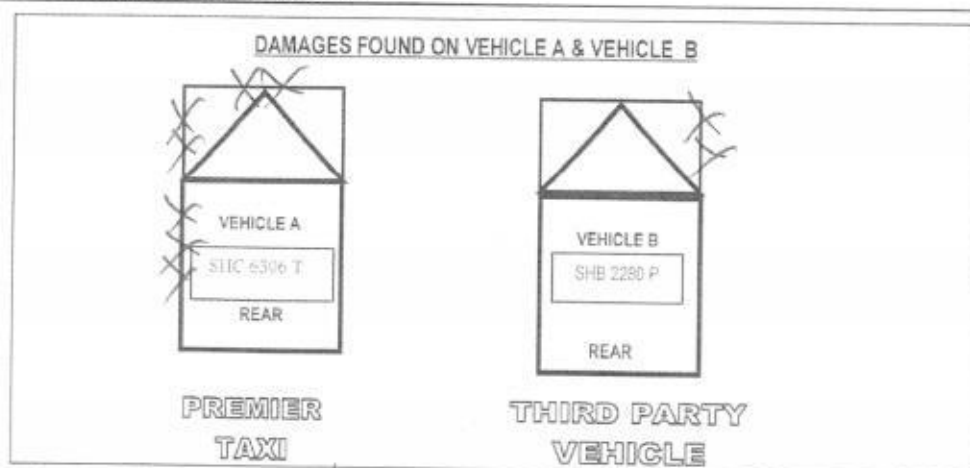 DAMAGES FOUND ON VEHICLE A & VEHICLE B
VEHICLE A
SHC 6306 T
REAR
PREMIER
TAXI
VEHICLE B
SHB 2280 P
REAR
THIRD PARTY
VEHICLE